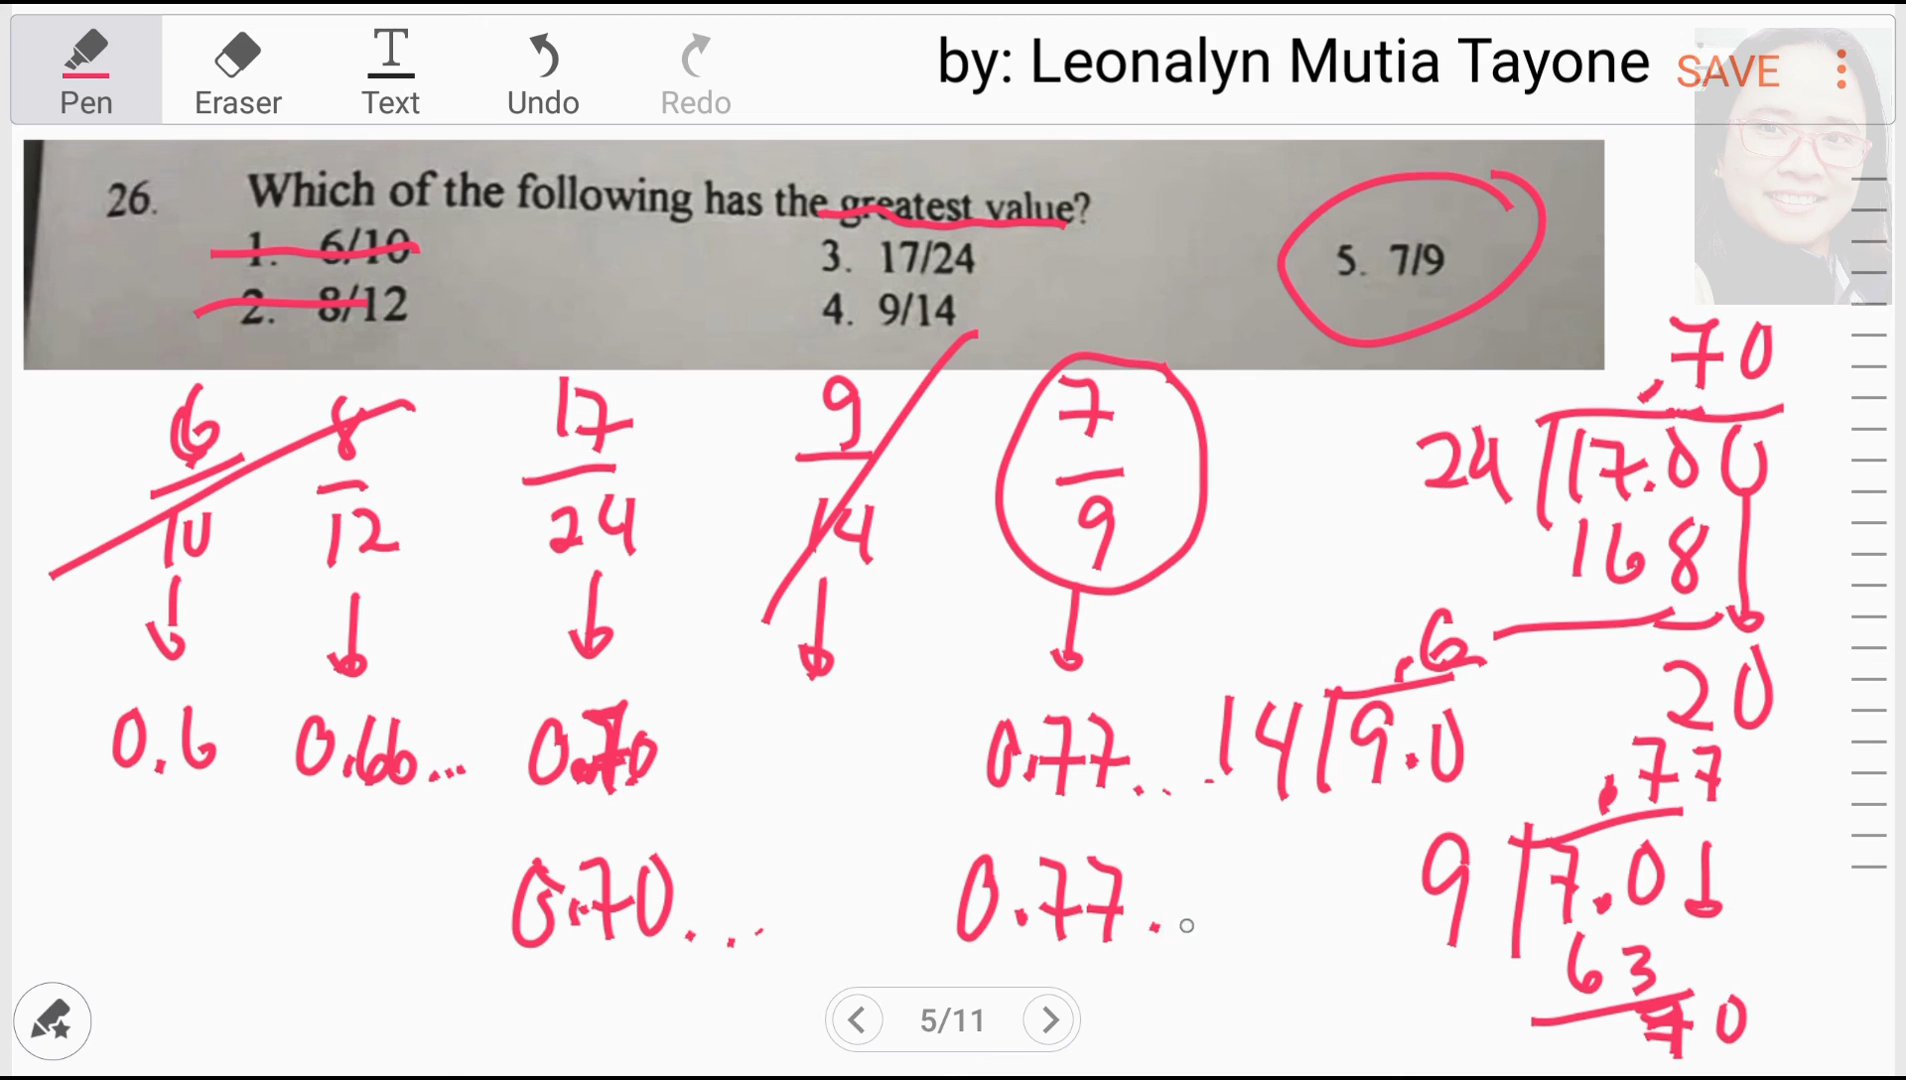 by: Leonalyn Mutia Tayone
SAVE
Pen Eraser Text Undo Redo
26. Which of the following has the greatest value?
1. 6/10 3. 17/24 5. 7/9
2. 8/12 4. 9/14
6/10 8/12 17/24 9/14 7/9
0.6 0.66... 0.70 0.77...
0.70... 0.77.
.70
24 17.00
168
20
.6
14 9.0
.77
9 7.0
63
70
5/11